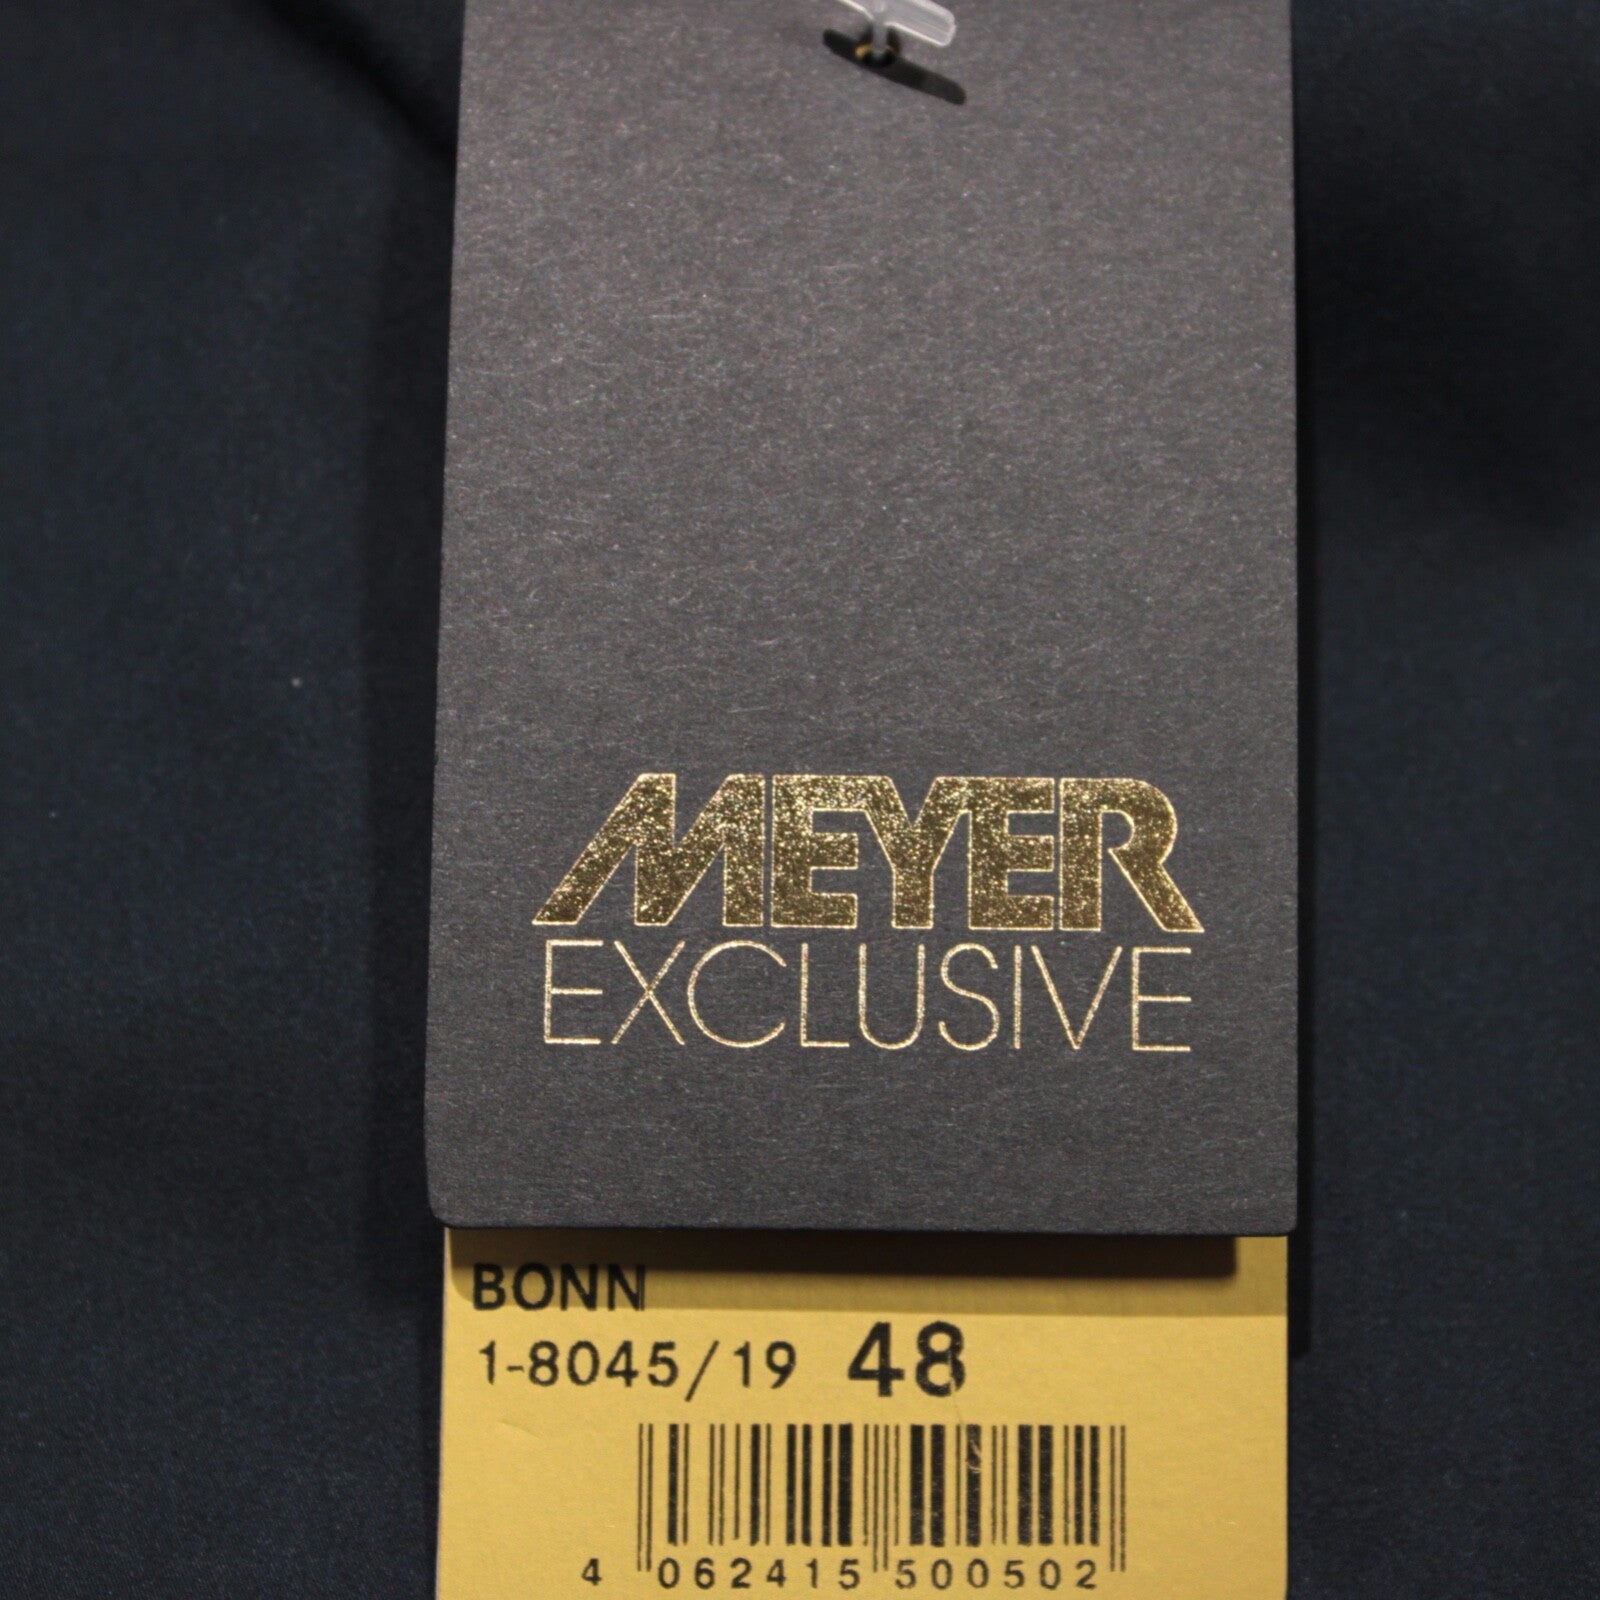 MEYER
EXCLUSIVE
BONN
1-8045/19 48
4 062415 500502